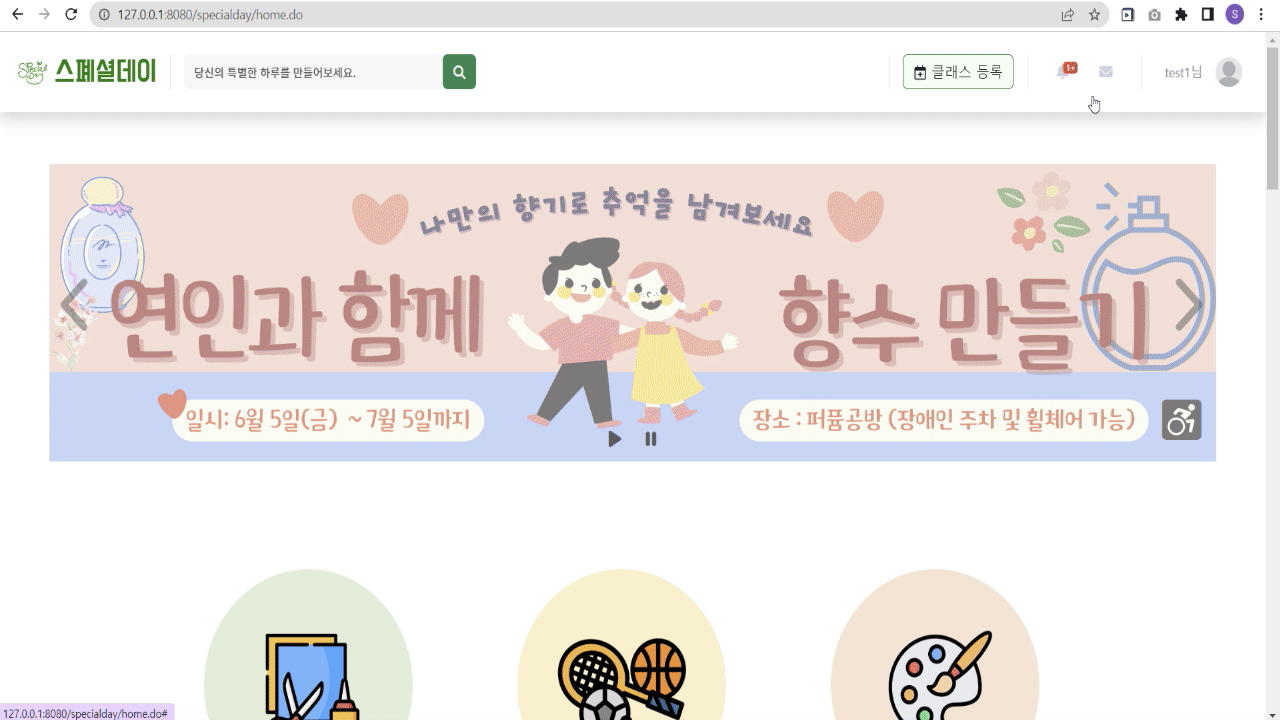 127.0.0.1:8080/specialday/home.do
S
Special Day
스페셜데이
당신의 특별한 하루를 만들어보세요.
클래스 등록
1+
test1님
나만의 향기로 추억을 남겨보세요
연인과 함께 향수 만들기
일시: 6월 5일(금) ~ 7월 5일까지
장소 : 퍼퓸공방 (장애인 주차 및 휠체어 가능)
127.0.0.1:8080/specialday/home.do#